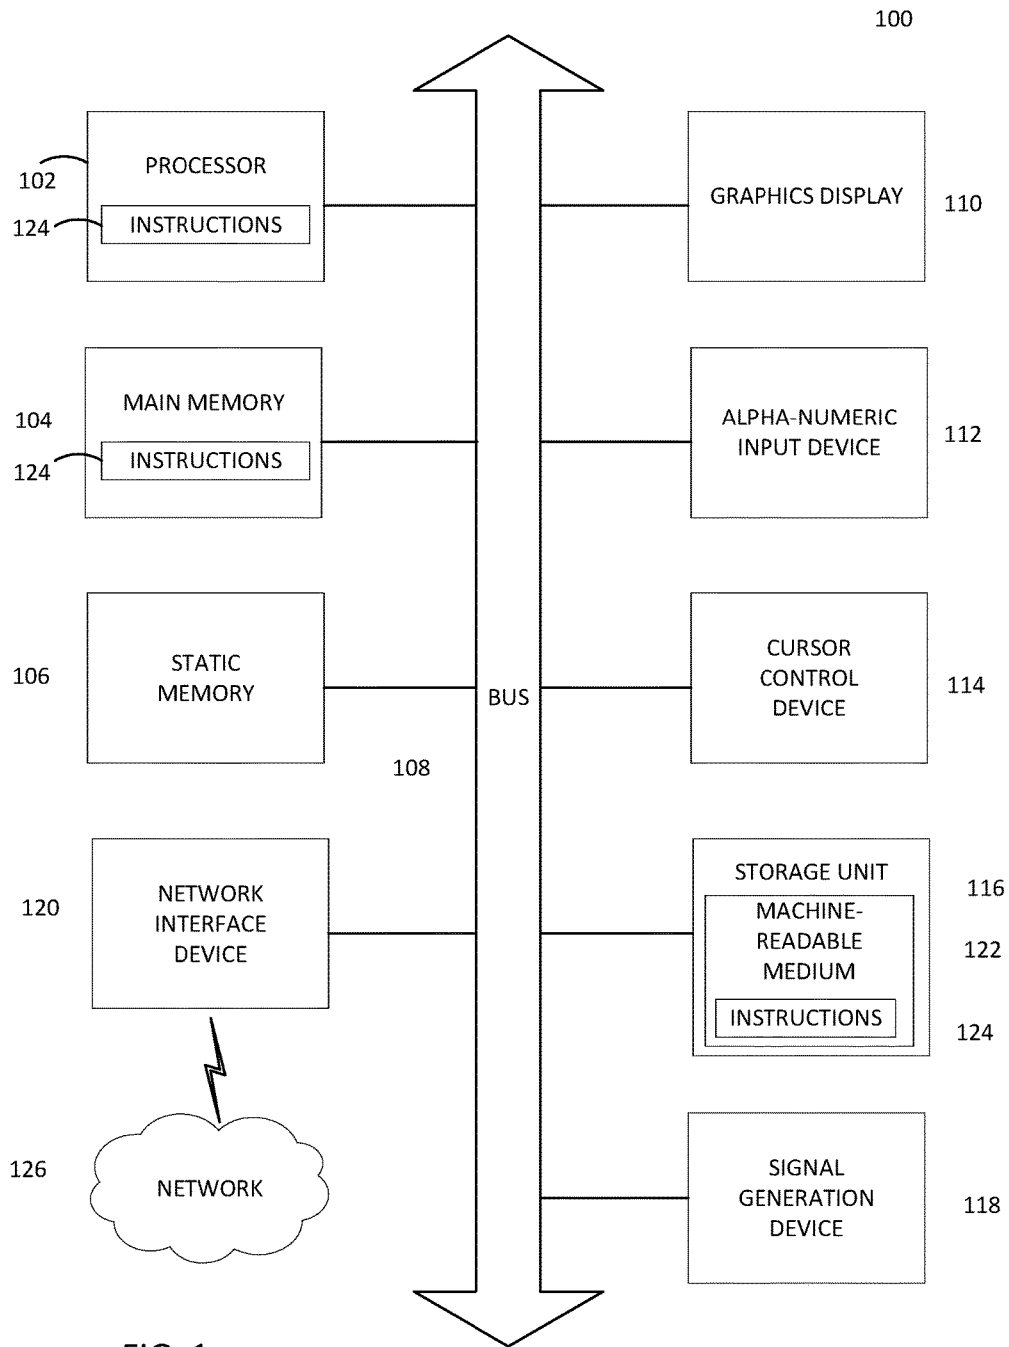 100
PROCESSOR
102
124
INSTRUCTIONS
GRAPHICS DISPLAY
110
MAIN MEMORY
104
124
INSTRUCTIONS
ALPHA-NUMERIC
INPUT DEVICE
112
STATIC
MEMORY
106
BUS
108
CURSOR
CONTROL
DEVICE
114
NETWORK
INTERFACE
DEVICE
120
STORAGE UNIT
116
MACHINE-
READABLE
MEDIUM
122
INSTRUCTIONS
124
NETWORK
126
SIGNAL
GENERATION
DEVICE
118
FIG. 1